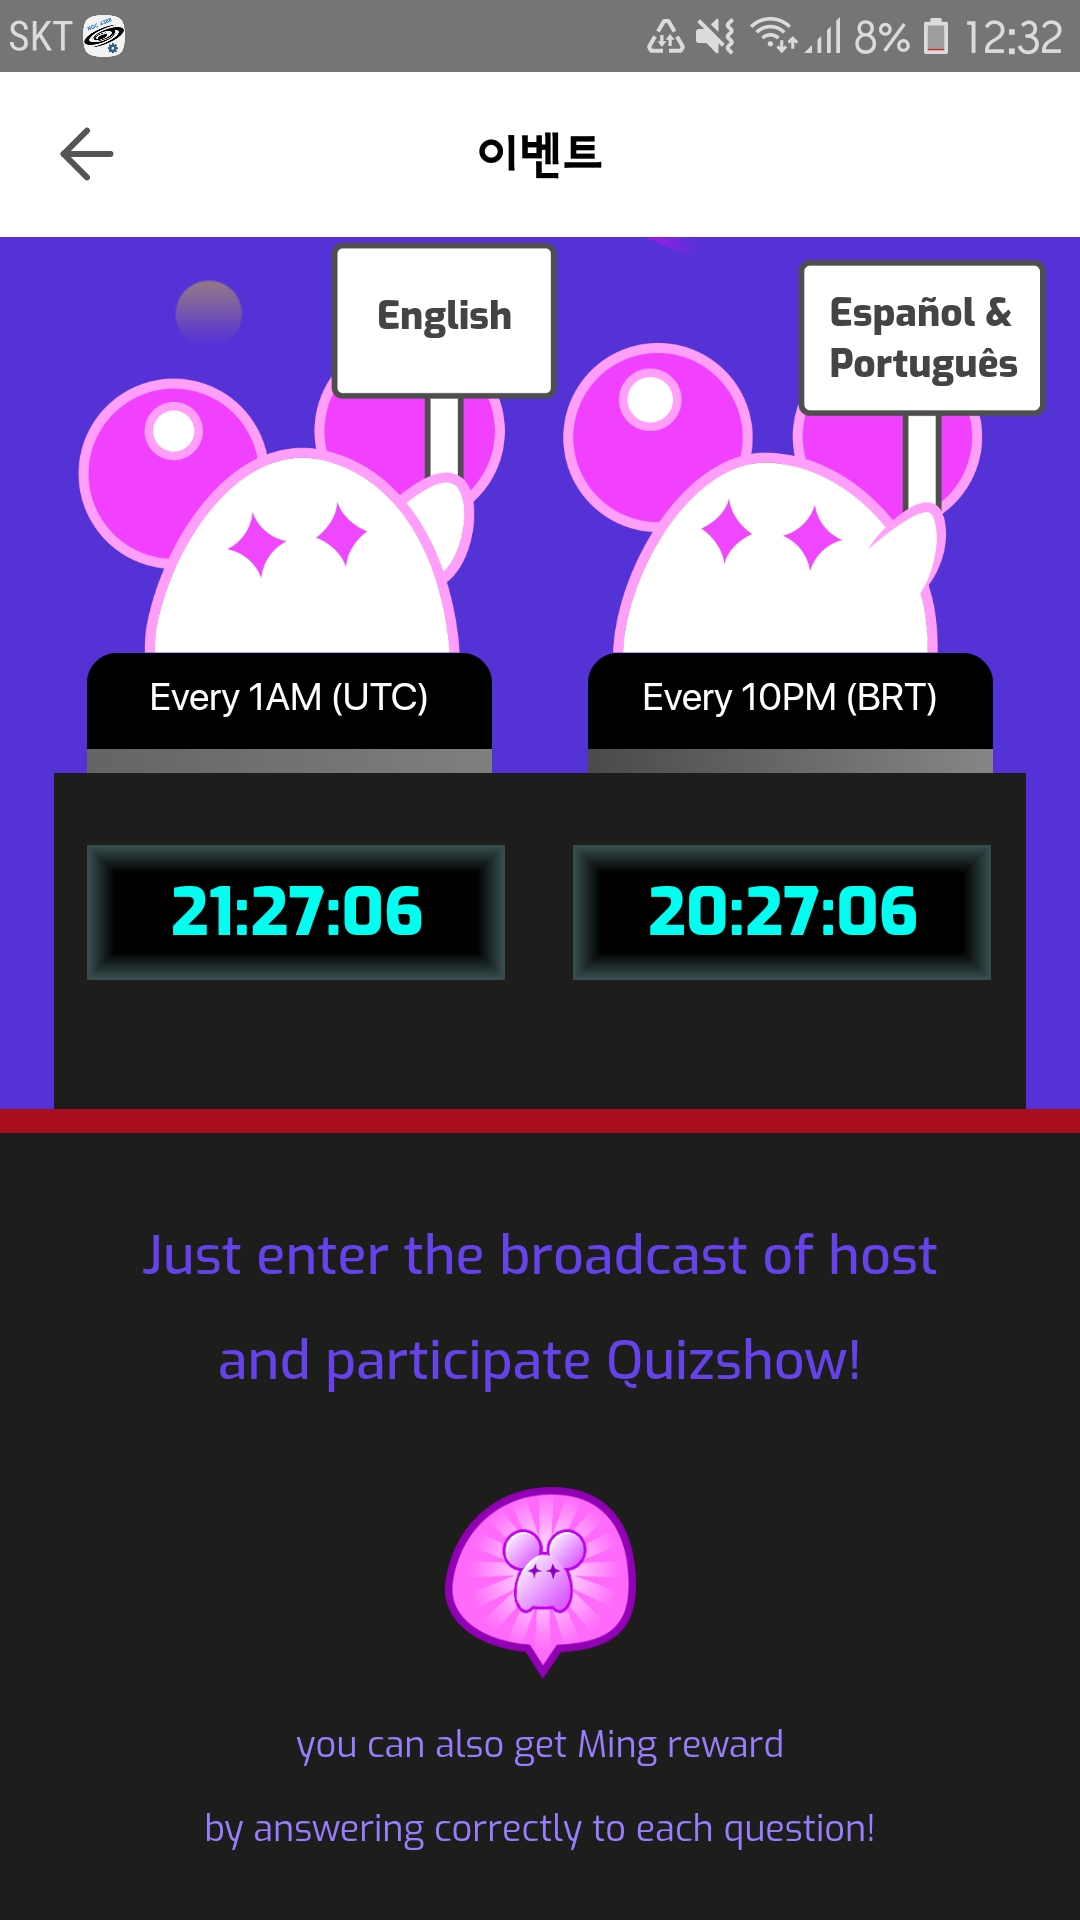 SKT
8% 12:32
이벤트
English
Español &
Português
Every 1AM (UTC)
Every 10PM (BRT)
21:27:06
20:27:06
Just enter the broadcast of host
and participate Quizshow!
you can also get Ming reward
by answering correctly to each question!